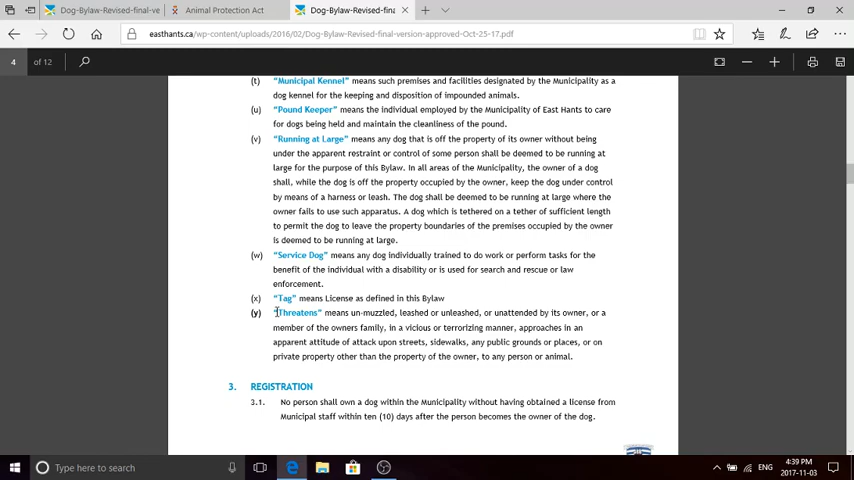 Dog-Bylaw-Revised-final-ve
Animal Protection Act
Dog-Bylaw-Revised-fina
easthants.ca/wp-content/uploads/2016/02/Dog-Bylaw-Revised-final-version-approved-Oct-25-17.pdf
4 of 12
(t) “Municipal Kennel” means such premises and facilities designated by the Municipality as a
dog kennel for the keeping and disposition of impounded animals.
(u) “Pound Keeper” means the individual employed by the Municipality of East Hants to care
for dogs being held and maintain the cleanliness of the pound.
(v) “Running at Large” means any dog that is off the property of its owner without being
under the apparent restraint or control of some person shall be deemed to be running at
large for the purpose of this Bylaw. In all areas of the Municipality, the owner of a dog
shall, while the dog is off the property occupied by the owner, keep the dog under control
by means of a harness or leash. The dog shall be deemed to be running at large where the
owner fails to use such apparatus. A dog which is tethered on a tether of sufficient length
to permit the dog to leave the property boundaries of the premises occupied by the owner
is deemed to be running at large.
(w) “Service Dog” means any dog individually trained to do work or perform tasks for the
benefit of the individual with a disability or is used for search and rescue or law
enforcement.
(x) “Tag” means License as defined in this Bylaw
(y) “Threatens” means un-muzzled, leashed or unleashed, or unattended by its owner, or a
member of the owners family, in a vicious or terrorizing manner, approaches in an
apparent attitude of attack upon streets, sidewalks, any public grounds or places, or on
private property other than the property of the owner, to any person or animal.
3. REGISTRATION
3.1. No person shall own a dog within the Municipality without having obtained a license from
Municipal staff within ten (10) days after the person becomes the owner of the dog.
Type here to search
ENG
4:39 PM
2017-11-03